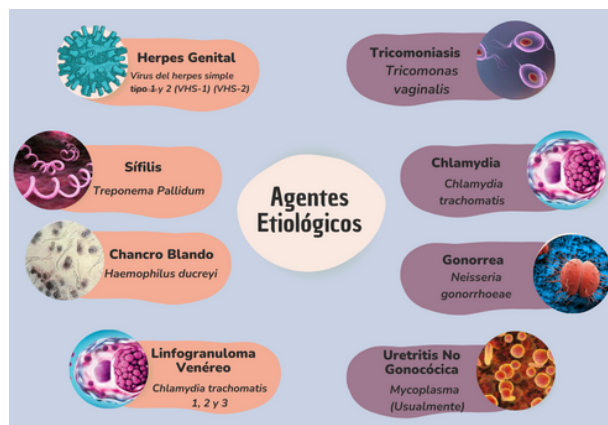 Herpes Genital
Virus del herpes simple
tipo 1 y 2 (VHS-1) (VHS-2)
Tricomoniasis
Tricomonas
vaginalis
Sífilis
Treponema Pallidum
Chlamydia
Chlamydia
trachomatis
Agentes
Etiológicos
Chancro Blando
Haemophilus ducreyi
Gonorrea
Neisseria
gonorrhoeae
Linfogranuloma
Venéreo
Chlamydia trachomatis
1, 2 y 3
Uretritis No
Gonocócica
Mycoplasma
(Usualmente)